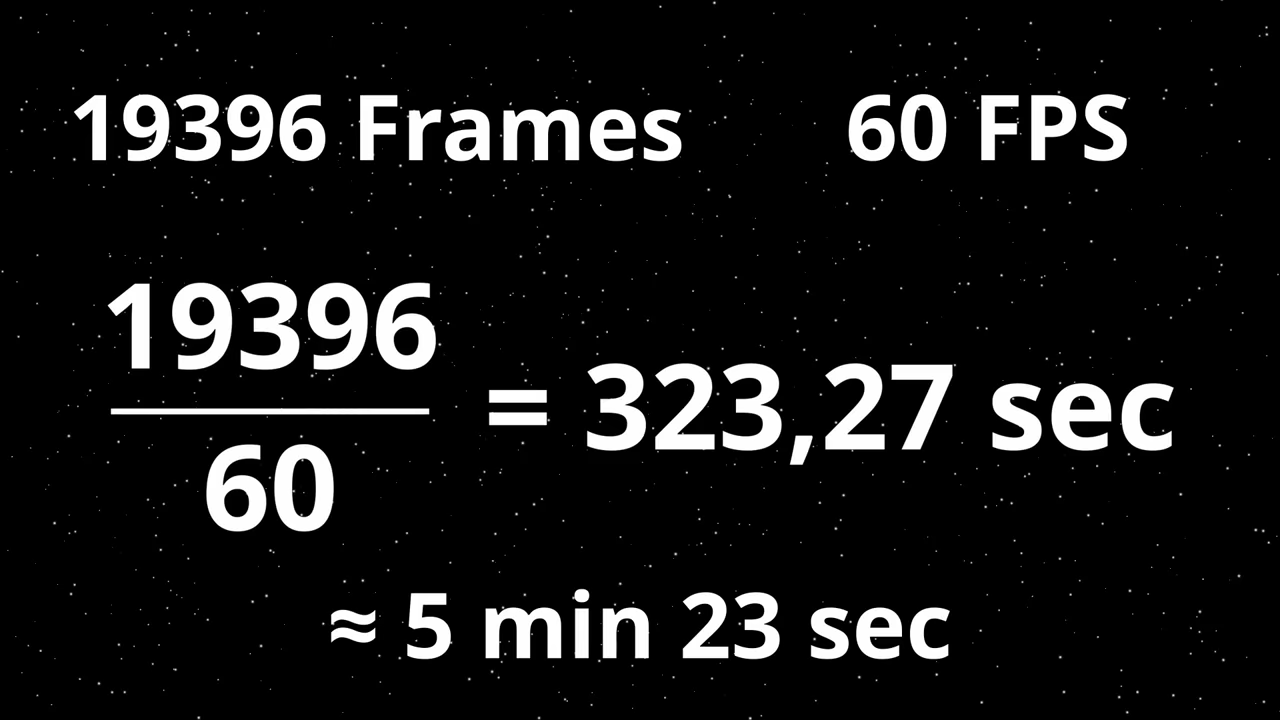 19396 Frames 60 FPS
19396
60
= 323,27 sec
≈ 5 min 23 sec